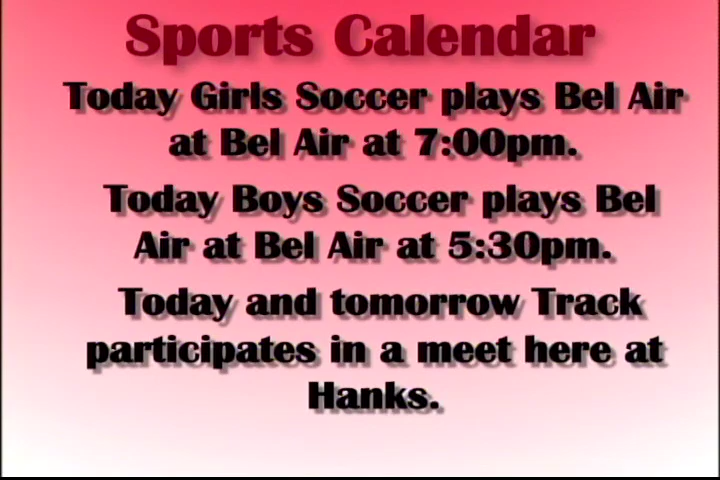 Sports Calendar
Today Girls Soccer plays Bel Air
at Bel Air at 7:00pm.
Today Boys Soccer plays Bel
Air at Bel Air at 5:30pm.
Today and tomorrow Track
participates in a meet here at
Hanks.